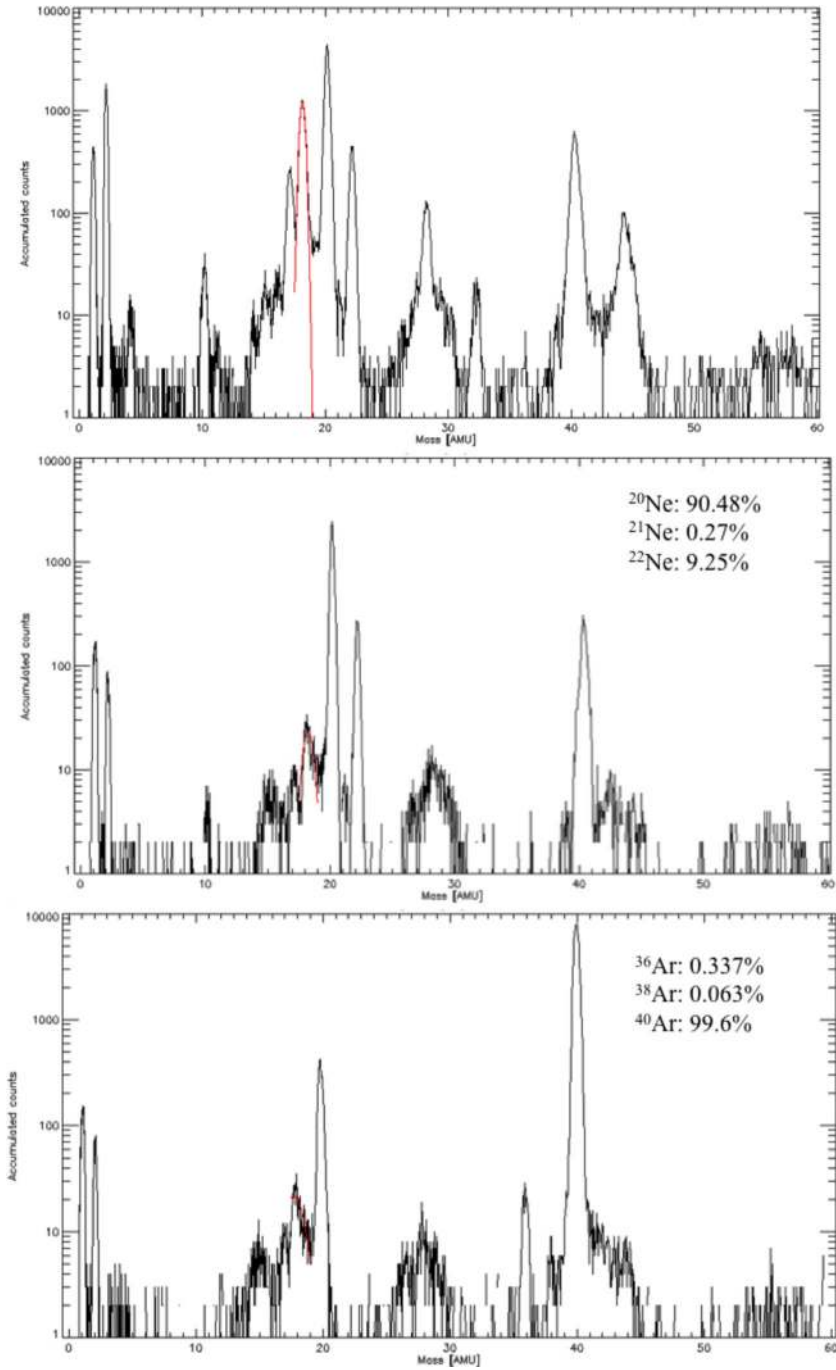 10000
1000
100
10
1
Accumulated counts
0 10 20 30 40 50 60
Mass [AMU]
10000
1000
100
10
1
Accumulated counts
²⁰Ne: 90.48%
²¹Ne: 0.27%
²²Ne: 9.25%
0 10 20 30 40 50 60
Mass [AMU]
10000
1000
100
10
1
Accumulated counts
³⁶Ar: 0.337%
³⁸Ar: 0.063%
⁴⁰Ar: 99.6%
0 10 20 30 40 50 60
Mass [AMU]